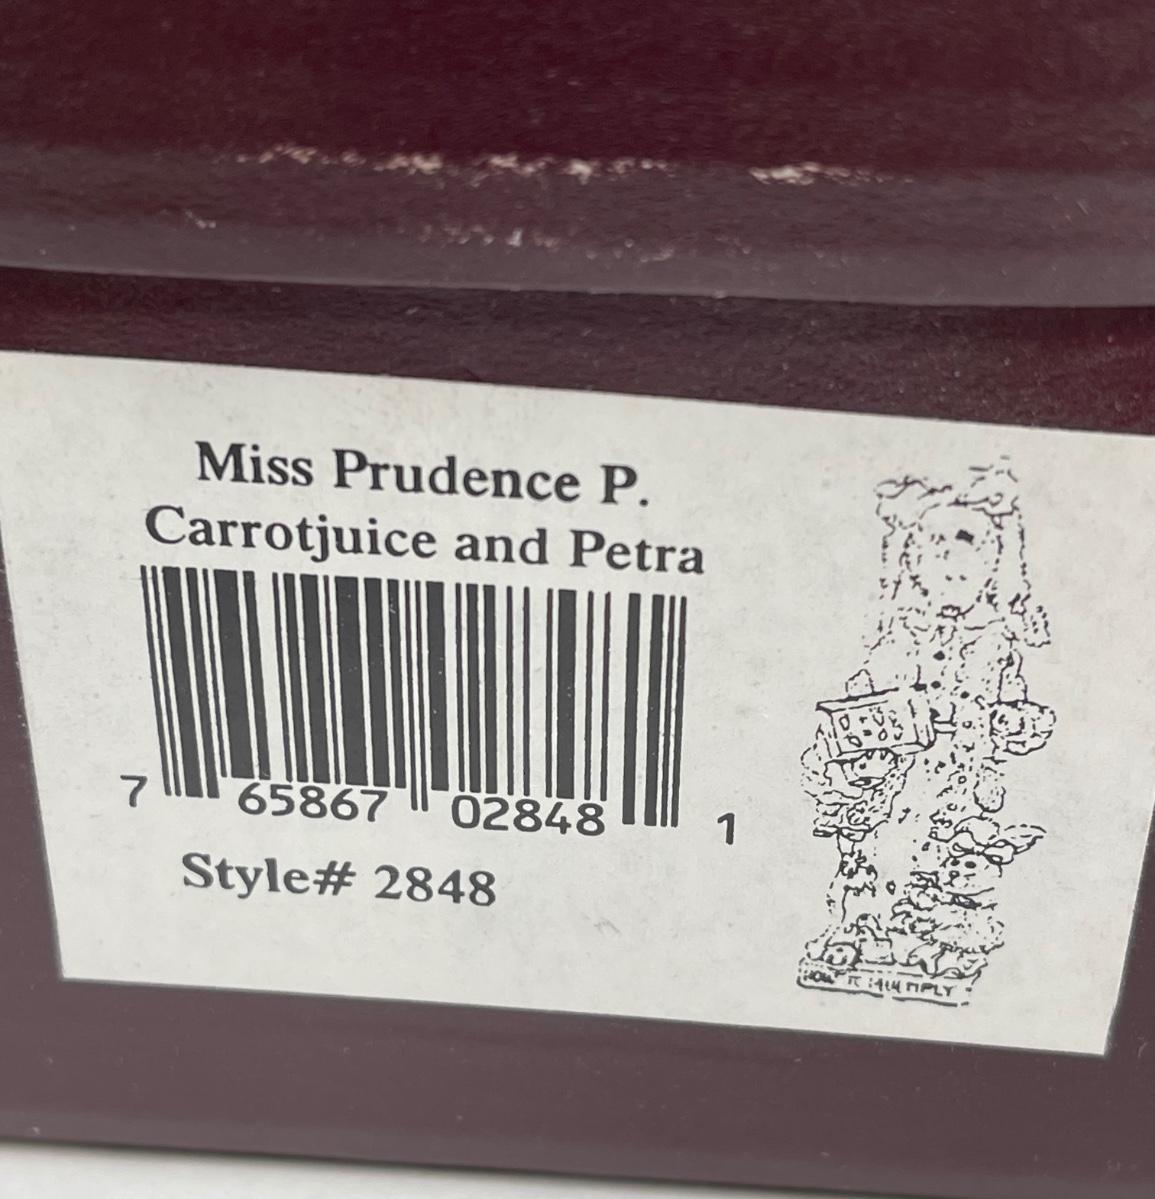 Miss Prudence P.
Carrotjuice and Petra
7 65867 02848 1
Style# 2848